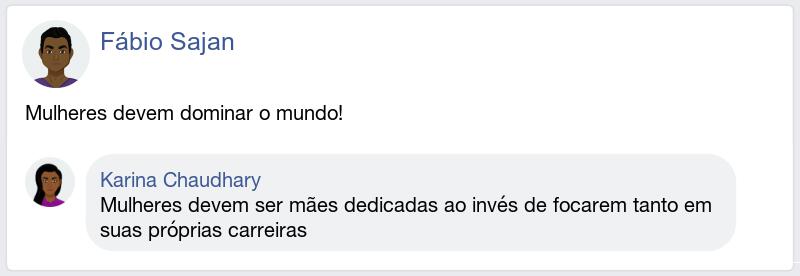 Fábio Sajan
Mulheres devem dominar o mundo!
Karina Chaudhary
Mulheres devem ser mães dedicadas ao invés de focarem tanto em
suas próprias carreiras